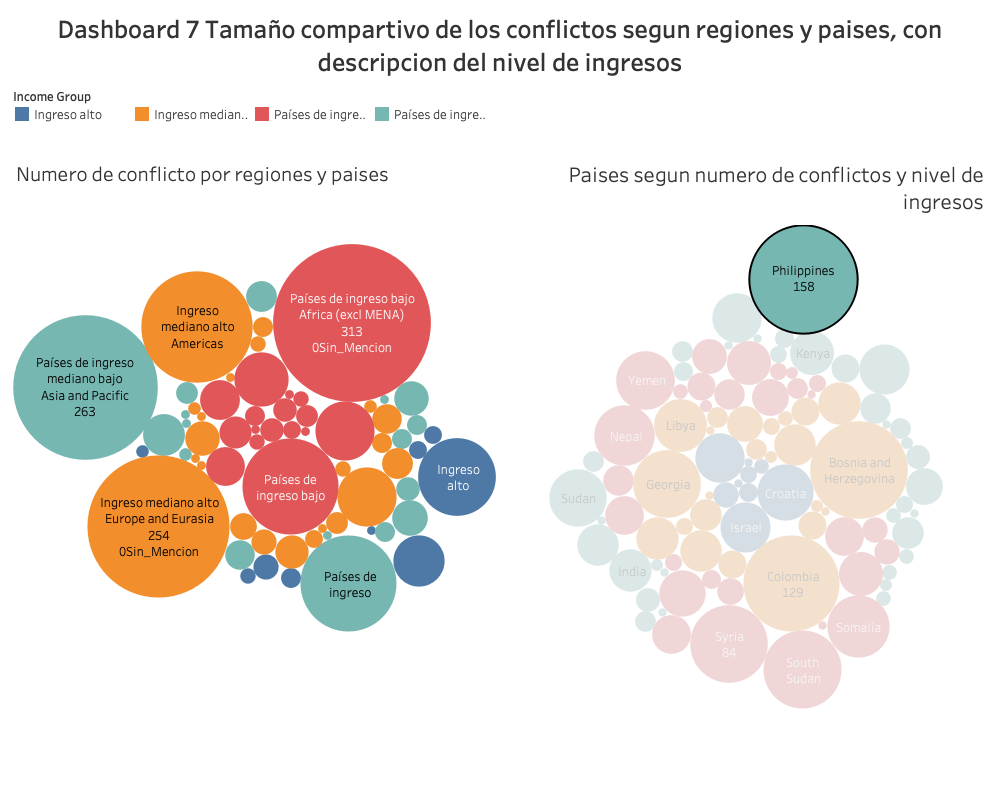 Dashboard 7 Tamaño compartivo de los conflictos segun regiones y paises, con
descripcion del nivel de ingresos
Income Group
Ingreso alto
Ingreso median..
Países de ingre..
Países de ingre..
Numero de conflicto por regiones y paises
Ingreso
mediano alto
Americas
Países de ingreso bajo
Africa (excl MENA)
313
0Sin_Mencion
Países de ingreso
mediano bajo
Asia and Pacific
263
Ingreso
alto
Países de
ingreso bajo
Ingreso mediano alto
Europe and Eurasia
254
0Sin_Mencion
Países de
ingreso
Paises segun numero de conflictos y nivel de
ingresos
Philippines
158
Kenya
Yemen
Libya
Nepal
Bosnia and
Herzegovina
Georgia
Croatia
Sudan
Israel
India
Colombia
129
Somalia
Syria
84
South
Sudan